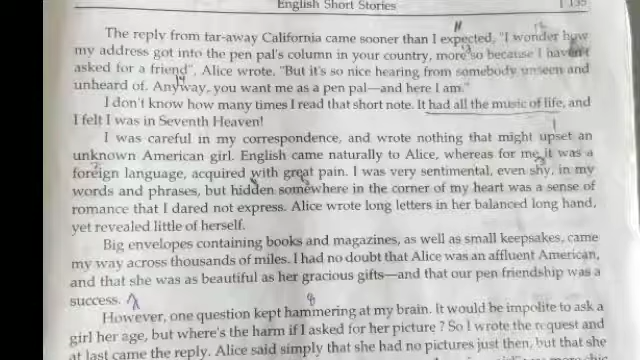 English Short Stories 135
The reply from far-away California came sooner than I expected, "I wonder how
my address got into the pen pal's column in your country, more so because I haven't
asked for a friend", Alice wrote. "But it's so nice hearing from somebody unseen and
unheard of. Anyway, you want me as a pen pal—and here I am."
I don't know how many times I read that short note. It had all the music of life, and
I felt I was in Seventh Heaven!
I was careful in my correspondence, and wrote nothing that might upset an
unknown American girl. English came naturally to Alice, whereas for me it was a
foreign language, acquired with great pain. I was very sentimental, even shy, in my
words and phrases, but hidden somewhere in the corner of my heart was a sense of
romance that I dared not express. Alice wrote long letters in her balanced long hand,
yet revealed little of herself.
Big envelopes containing books and magazines, as well as small keepsakes, came
my way across thousands of miles. I had no doubt that Alice was an affluent American,
and that she was as beautiful as her gracious gifts—and that our pen friendship was a
success.
However, one question kept hammering at my brain. It would be impolite to ask a
girl her age, but where's the harm if I asked for her picture ? So I wrote the request and
at last came the reply. Alice said simply that she had no pictures just then, but that she